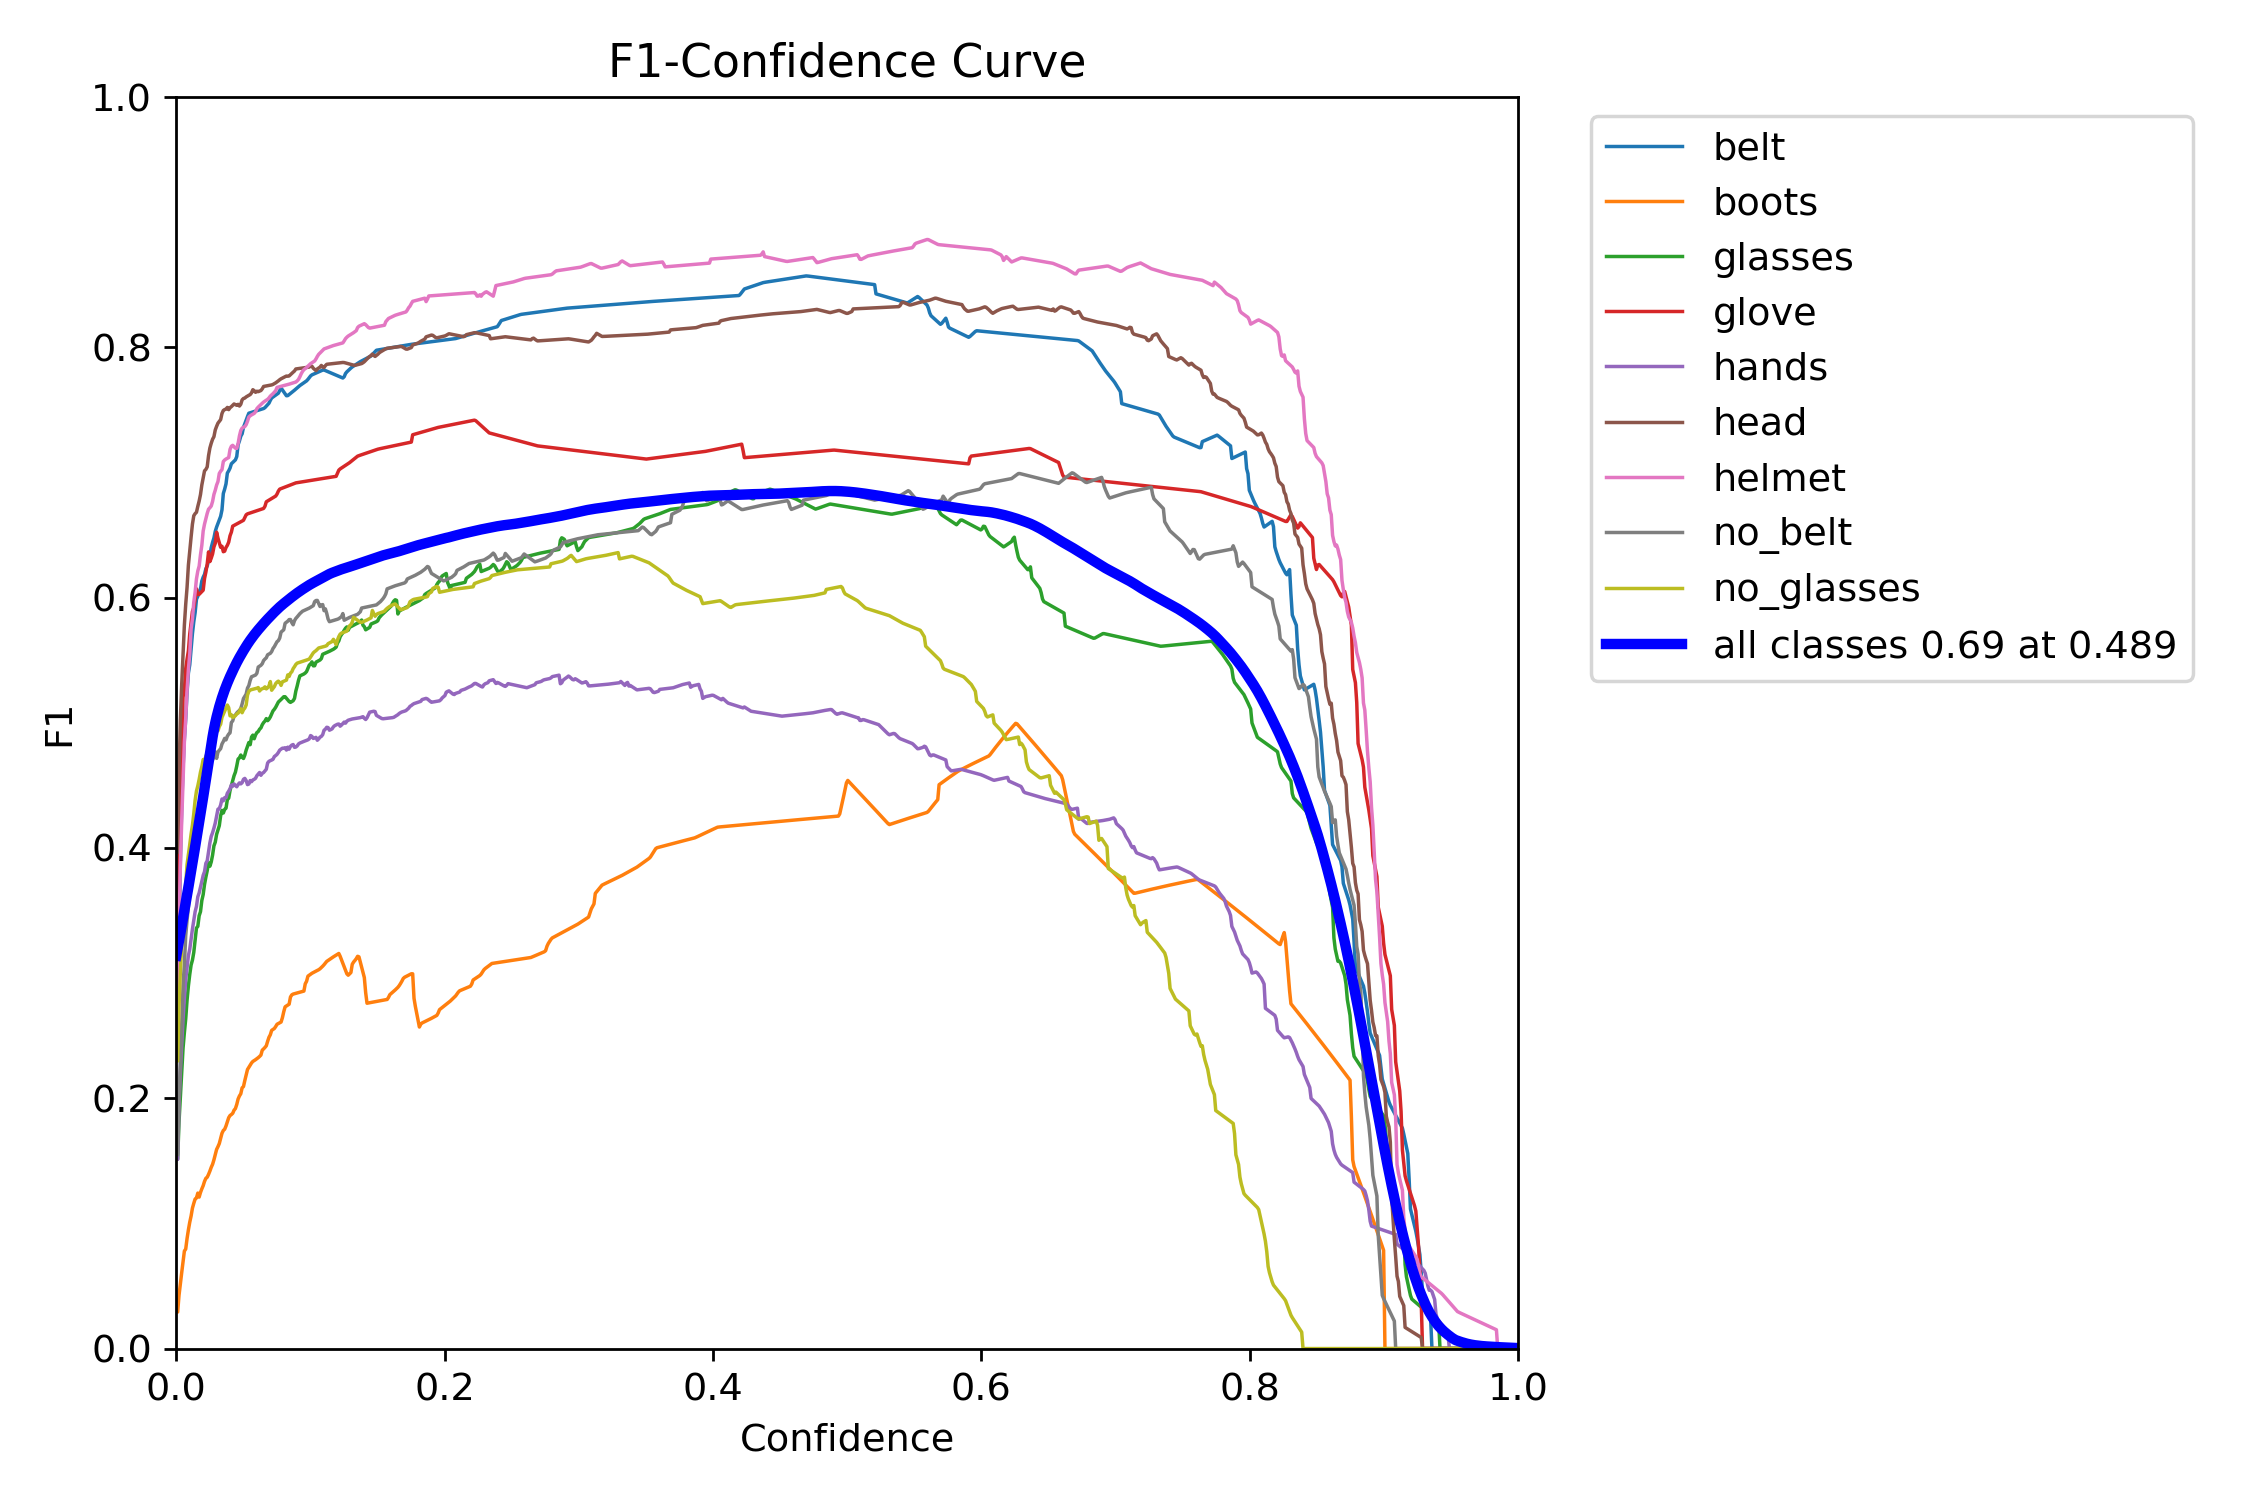 F1-Confidence Curve
1.0
0.8
0.6
0.4
0.2
0.0
F1
0.0 0.2 0.4 0.6 0.8 1.0
Confidence
belt
boots
glasses
glove
hands
head
helmet
no_belt
no_glasses
all classes 0.69 at 0.489